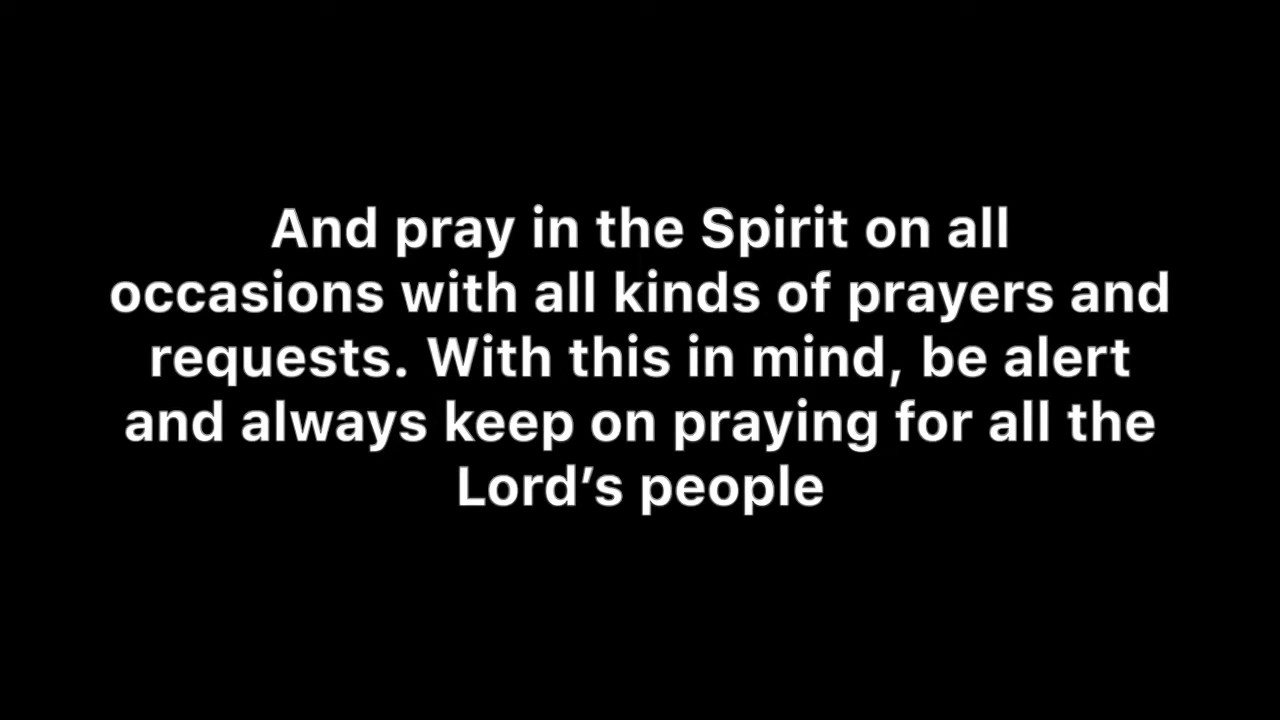 And pray in the Spirit on all
occasions with all kinds of prayers and
requests. With this in mind, be alert
and always keep on praying for all the
Lord’s people